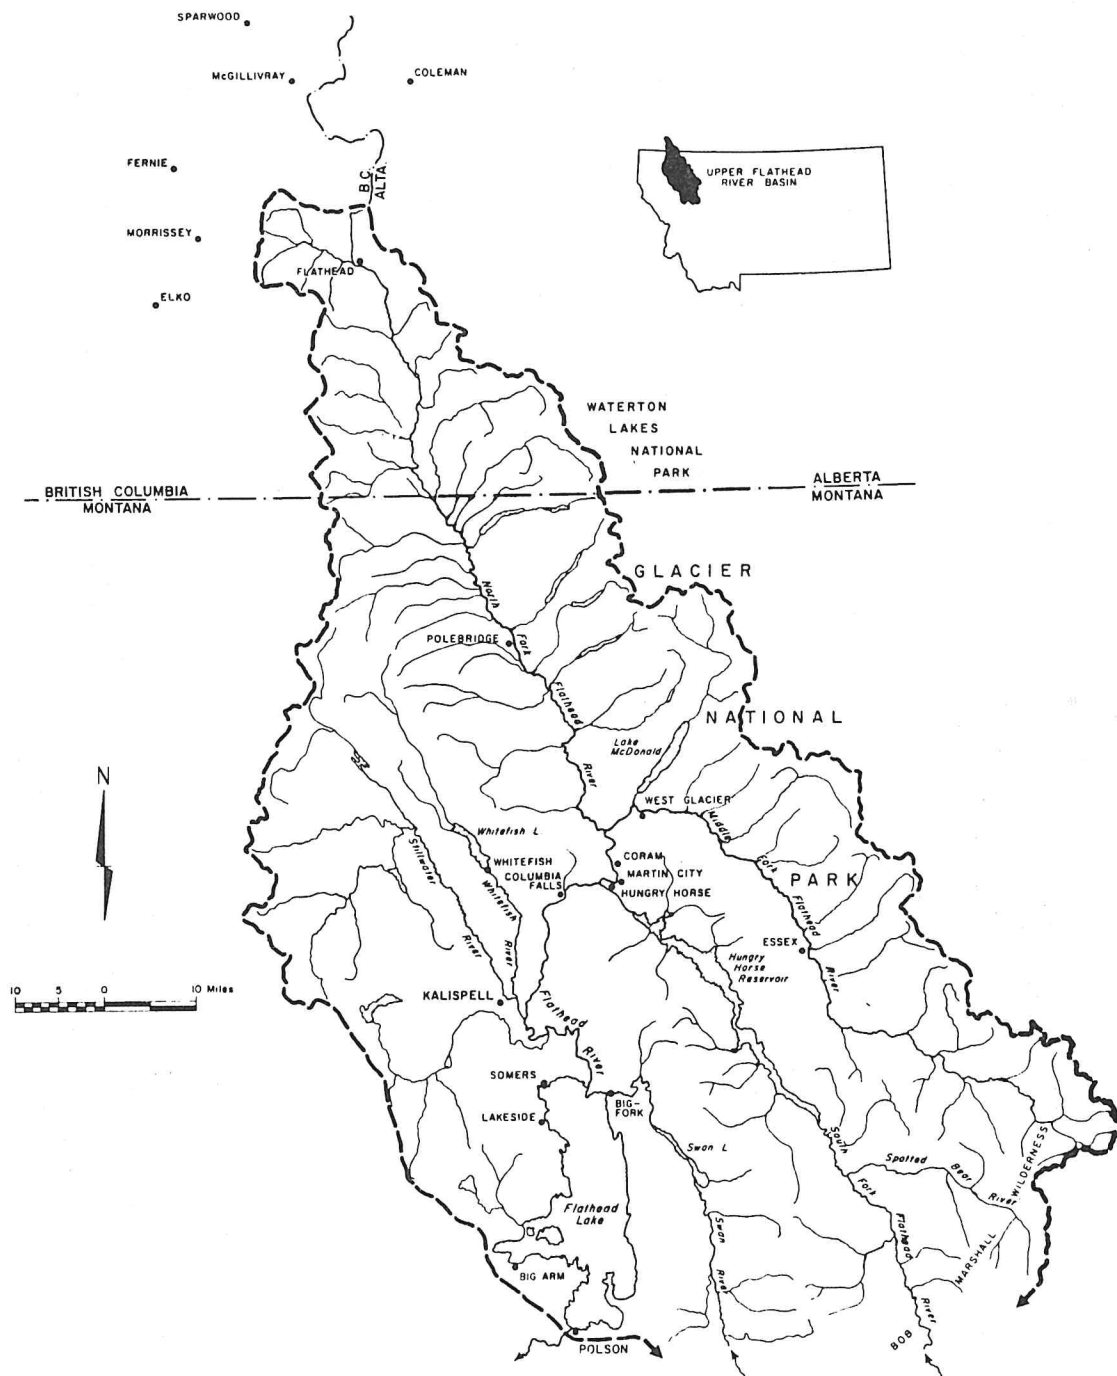 SPARWOOD
McGILLIVRAY
COLEMAN
FERNIE
B.C.
ALTA.
UPPER FLATHEAD
RIVER BASIN
MORRISSEY
FLATHEAD
ELKO
WATERTON
LAKES
NATIONAL
PARK
BRITISH COLUMBIA
MONTANA
ALBERTA
MONTANA
GLACIER
North
Fork
Flathead
River
POLEBRIDGE
NATIONAL
Lake
McDonald
N
WEST GLACIER
Middle
Fork
Flathead
River
Whitefish L
Stillwater
River
WHITEFISH
Whitefish
River
COLUMBIA
FALLS
CORAM
MARTIN CITY
HUNGRY HORSE
PARK
ESSEX
Hungry
Horse
Reservoir
10 5 0 10 Miles
KALISPELL
Flathead
River
SOMERS
BIG-
FORK
LAKESIDE
Swan L
South
Fork
Flathead
River
Spotted
Bear
River
Flathead
Lake
Swan
River
BOB
MARSHALL
WILDERNESS
BIG ARM
POLSON